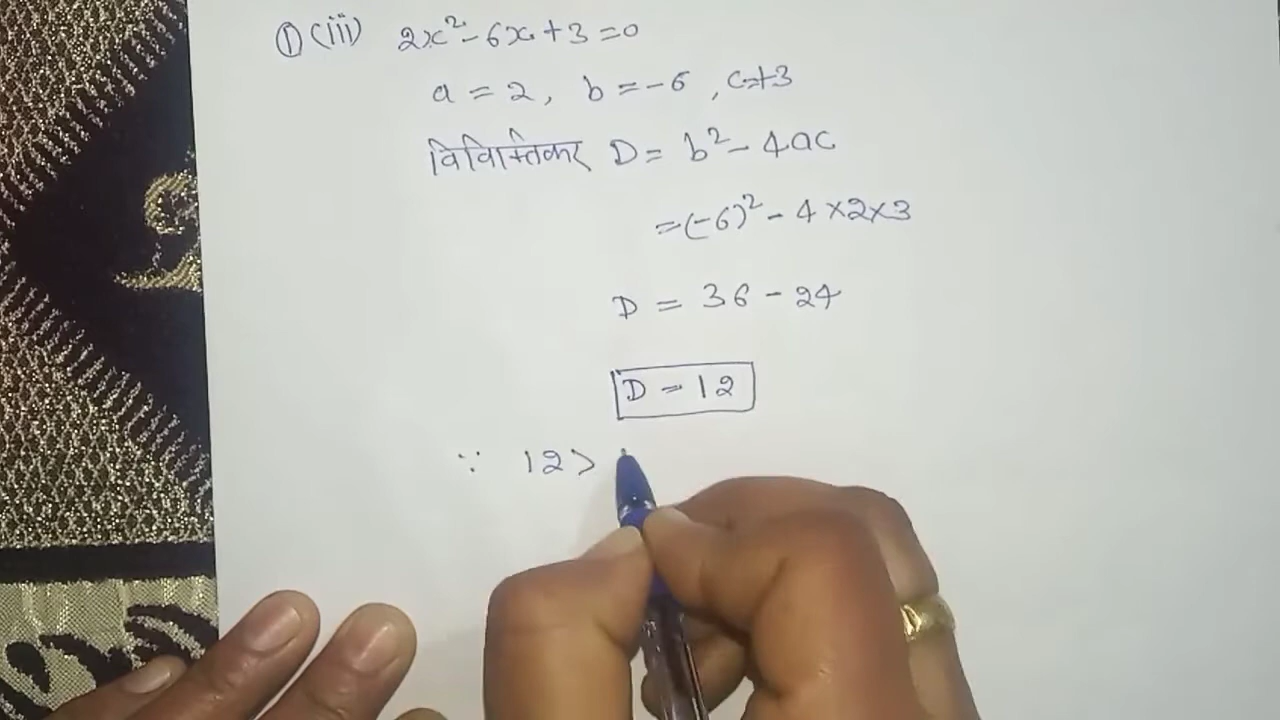 ① (iii) 2x² - 6x + 3 = 0
a = 2, b = -6, c=+3
विविक्तिकर D = b² - 4ac
= (-6)² - 4 × 2 × 3
D = 36 - 24
D = 12
∵ 12 >